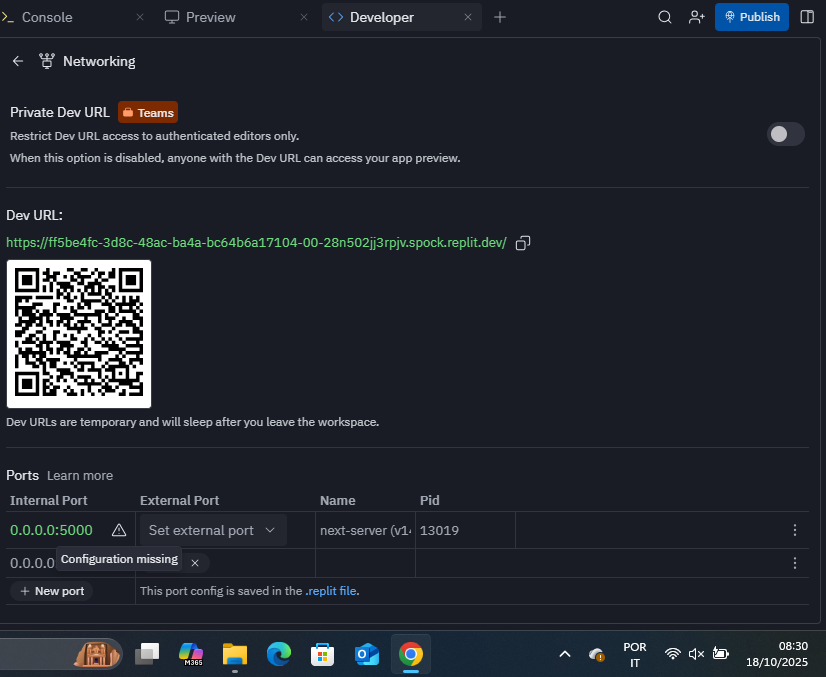 Console
Preview
Developer
Publish
Networking
Private Dev URL Teams
Restrict Dev URL access to authenticated editors only.
When this option is disabled, anyone with the Dev URL can access your app preview.
Dev URL:
https://ff5be4fc-3d8c-48ac-ba4a-bc64b6a17104-00-28n502jj3rpjv.spock.replit.dev/
Dev URLs are temporary and will sleep after you leave the workspace.
Ports Learn more
Internal Port External Port Name Pid
0.0.0.0:5000 Set external port next-server (v14 13019
0.0.0.0
Configuration missing
New port This port config is saved in the .replit file.
M365
POR
IT
08:30
18/10/2025